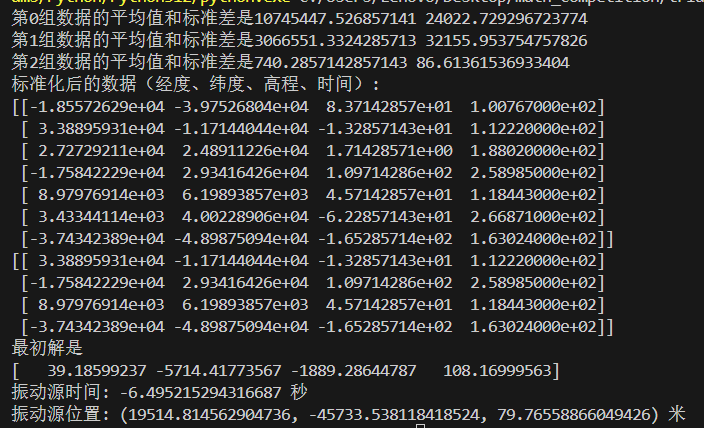 第0组数据的平均值和标准差是10745447.526857141 24022.729296723774
第1组数据的平均值和标准差是3066551.3324285713 32155.953754757826
第2组数据的平均值和标准差是740.2857142857143 86.61361536933404
标准化后的数据（经度、纬度、高程、时间）:
[[-1.85572629e+04 -3.97526804e+04  8.37142857e+01  1.00767000e+02]
 [ 3.38895931e+04 -1.17144044e+04 -1.32857143e+01  1.12220000e+02]
 [ 2.72729211e+04  2.48911226e+04  1.71428571e+00  1.88020000e+02]
 [-1.75842229e+04  2.93416426e+04  1.09714286e+02  2.58985000e+02]
 [ 8.97976914e+03  6.19893857e+03  4.57142857e+01  1.18443000e+02]
 [ 3.43344114e+03  4.00228906e+04 -6.22857143e+01  2.66871000e+02]
 [-3.74342389e+04 -4.89875094e+04 -1.65285714e+02  1.63024000e+02]]
[[ 3.38895931e+04 -1.17144044e+04 -1.32857143e+01  1.12220000e+02]
 [-1.75842229e+04  2.93416426e+04  1.09714286e+02  2.58985000e+02]
 [ 8.97976914e+03  6.19893857e+03  4.57142857e+01  1.18443000e+02]
 [-3.74342389e+04 -4.89875094e+04 -1.65285714e+02  1.63024000e+02]]
最初解是
[   39.18599237 -5714.41773567 -1889.28644787   108.16999563]
振动源时间: -6.495215294316687 秒
振动源位置: (19514.814562904736, -45733.538118418524, 79.76558866049426) 米